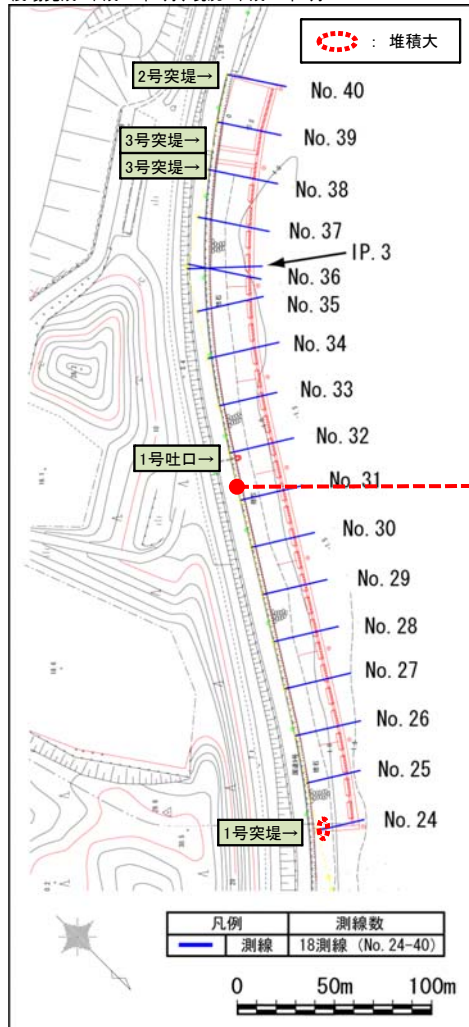 : 堆積大
2号突堤→
No. 40
3号突堤→
No. 39
3号突堤→
No. 38
No. 37
IP. 3
No. 36
No. 35
No. 34
No. 33
No. 32
1号吐口→
No. 31
No. 30
No. 29
No. 28
No. 27
No. 26
No. 25
1号突堤→
No. 24
凡例 測線数
測線 18測線 (No. 24-40)
0 50m 100m